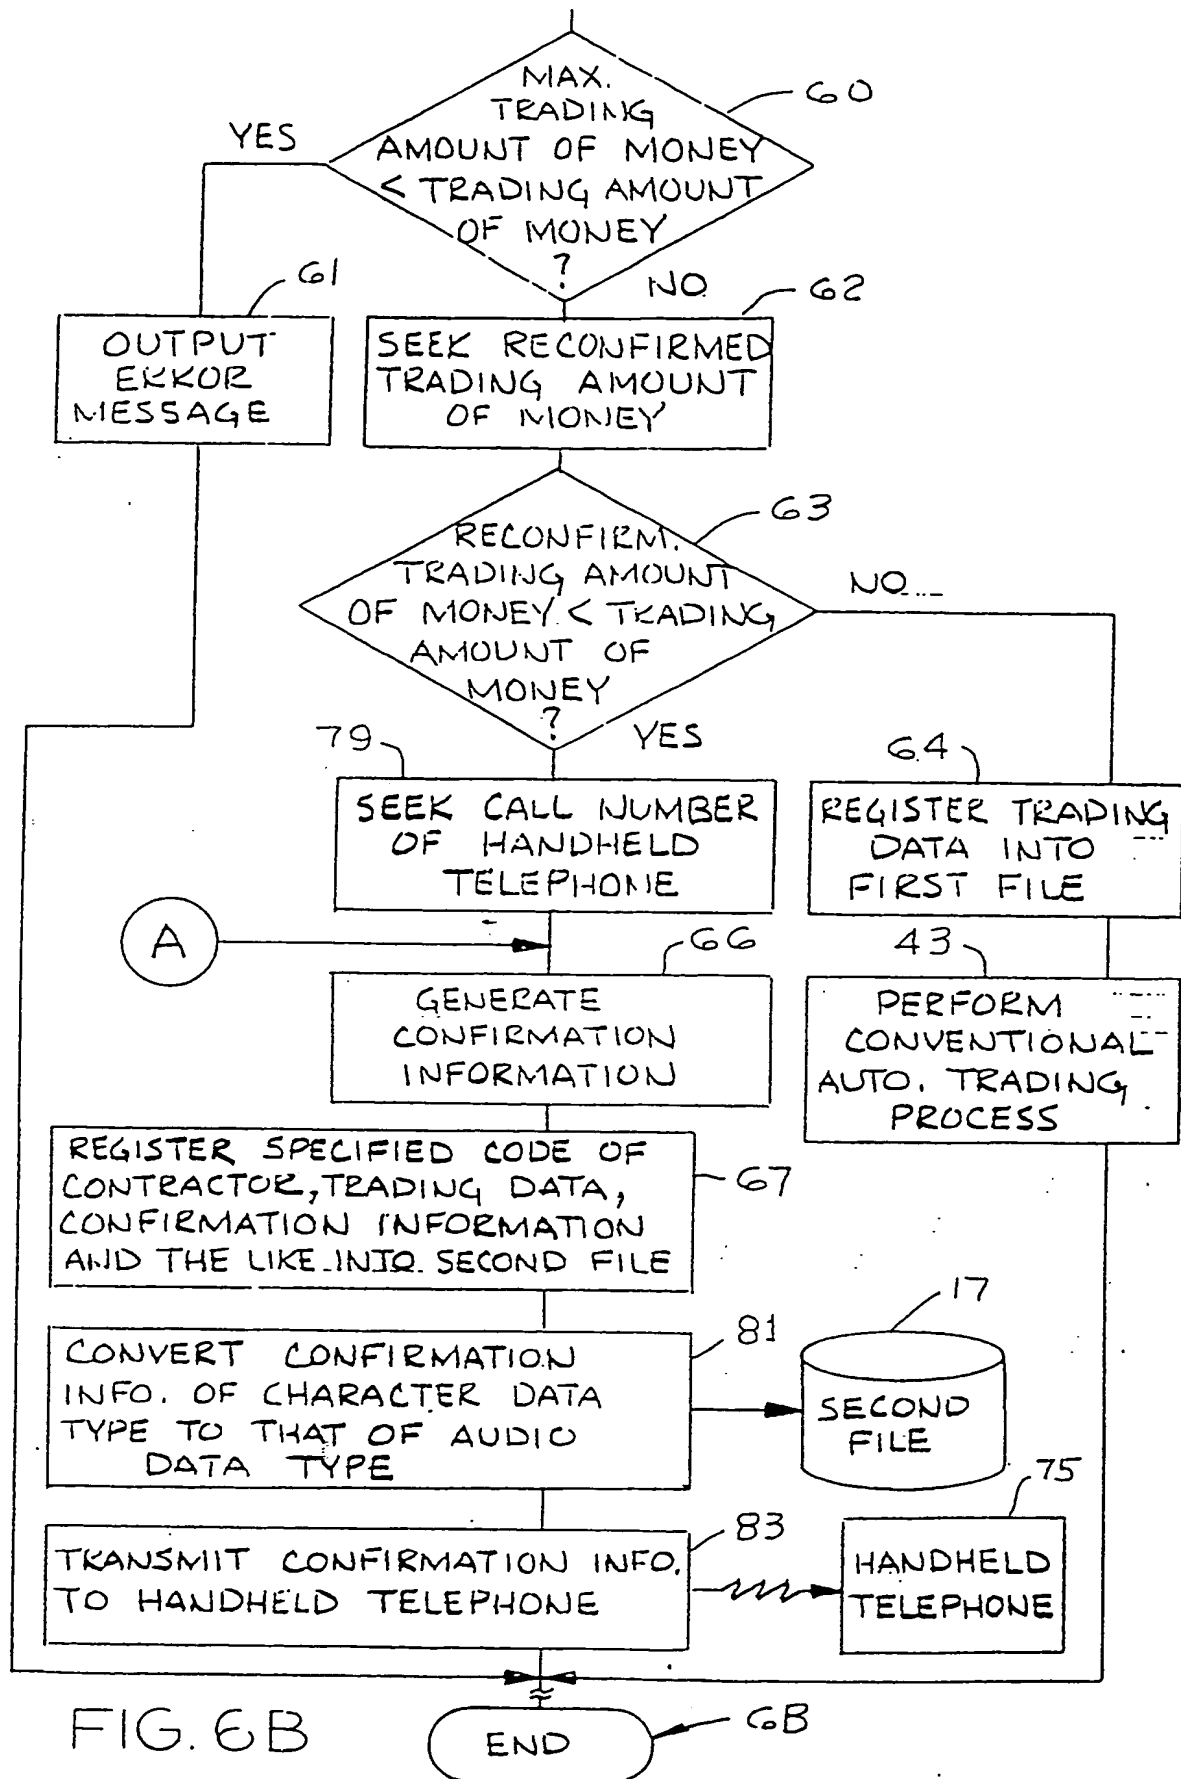 MAX.
TRADING
AMOUNT OF MONEY
< TRADING AMOUNT
OF MONEY
?
60
YES
NO
61
OUTPUT
ERROR
MESSAGE
62
SEEK RECONFIRMED
TRADING AMOUNT
OF MONEY
63
RECONFIRM.
TRADING AMOUNT
OF MONEY < TRADING
AMOUNT OF
MONEY
?
NO
YES
79
SEEK CALL NUMBER
OF HANDHELD
TELEPHONE
64
REGISTER TRADING
DATA INTO
FIRST FILE
A
66
GENERATE
CONFIRMATION
INFORMATION
43
PERFORM
CONVENTIONAL
AUTO. TRADING
PROCESS
REGISTER SPECIFIED CODE OF
CONTRACTOR, TRADING DATA,
CONFIRMATION INFORMATION
AND THE LIKE INTO SECOND FILE
67
CONVERT CONFIRMATION
INFO. OF CHARACTER DATA
TYPE TO THAT OF AUDIO
DATA TYPE
81
17
SECOND
FILE
TRANSMIT CONFIRMATION INFO.
TO HANDHELD TELEPHONE
83
75
HANDHELD
TELEPHONE
FIG. 6B
END
6B